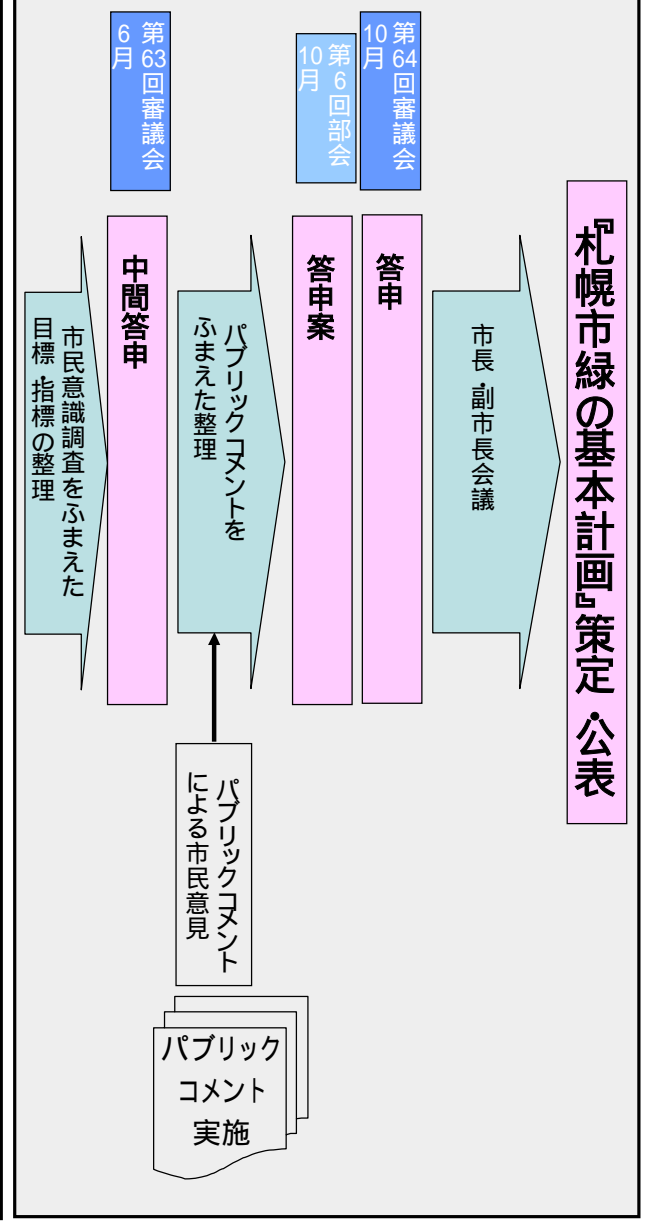 第63回審議会
6月
第6回部会
10月
第64回審議会
10月
市民意識調査をふまえた
目標・指標の整理
中間答申
パブリックコメントを
ふまえた整理
答申案
答申
市長・副市長会議
『札幌市緑の基本計画』策定・公表
パブリックコメント
による市民意見
パブリック
コメント
実施